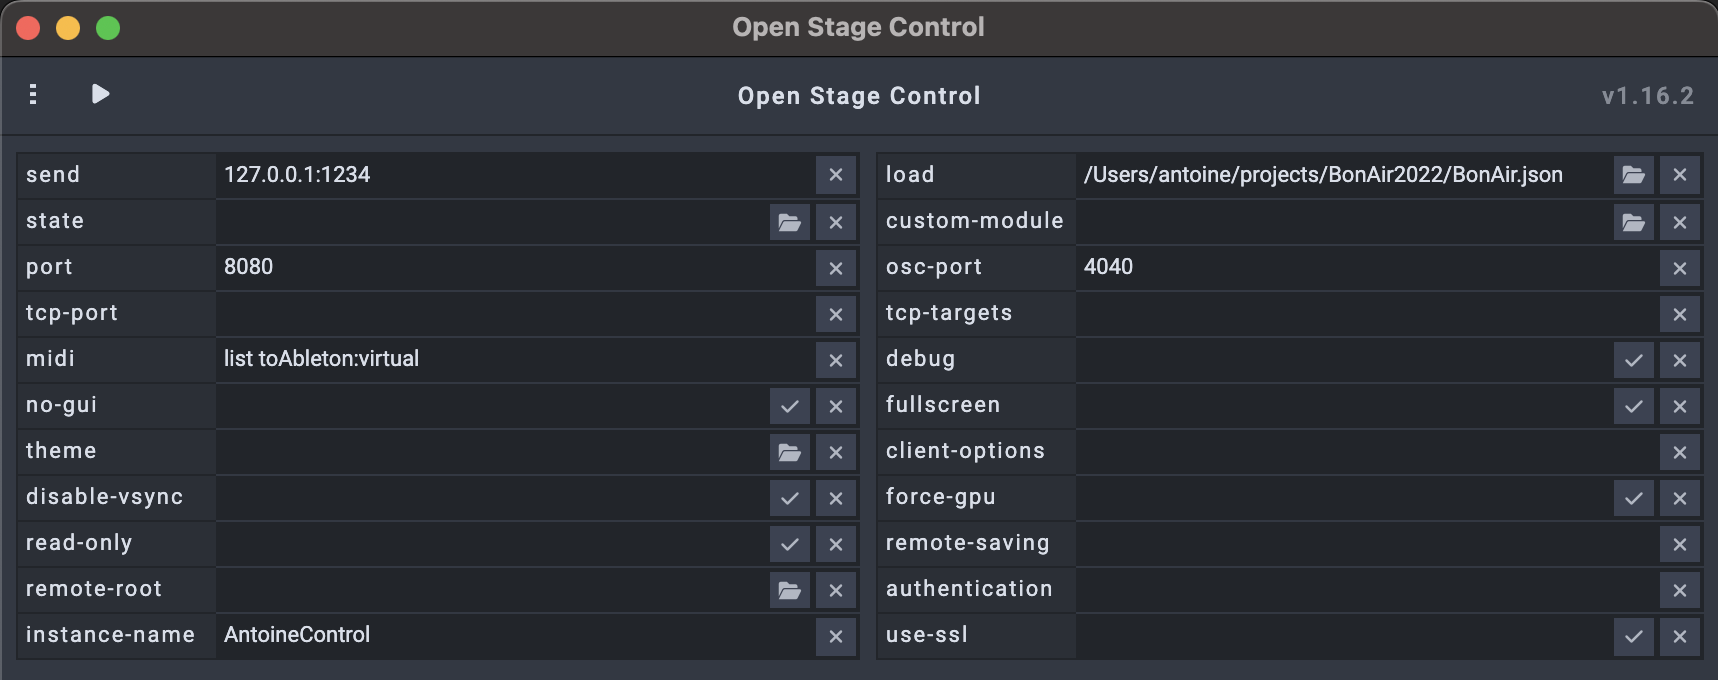 Open Stage Control
Open Stage Control
v1.16.2
send 127.0.0.1:1234
state
port 8080
tcp-port
midi list toAbleton:virtual
no-gui
theme
disable-vsync
read-only
remote-root
instance-name AntoineControl
load /Users/antoine/projects/BonAir2022/BonAir.json
custom-module
osc-port 4040
tcp-targets
debug
fullscreen
client-options
force-gpu
remote-saving
authentication
use-ssl